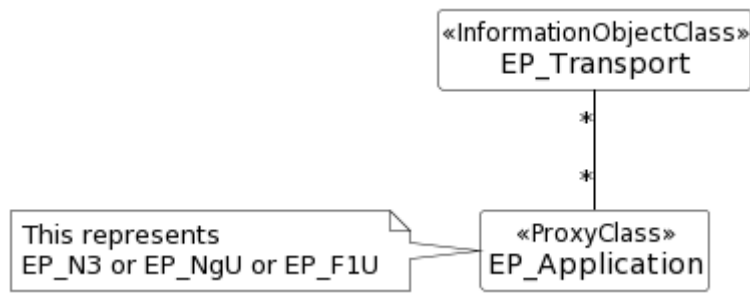 «InformationObjectClass»
EP_Transport
*
*
This represents
EP_N3 or EP_NgU or EP_F1U
«ProxyClass»
EP_Application